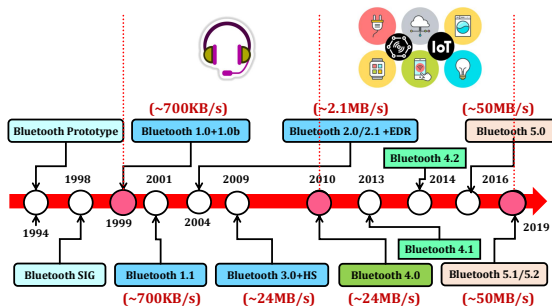 IoT
(~700KB/s)
(~2.1MB/s)
(~50MB/s)
Bluetooth Prototype
Bluetooth 1.0+1.0b
Bluetooth 2.0/2.1 +EDR
Bluetooth 5.0
Bluetooth 4.2
1998
2001
2009
2010
2013
2014
2016
1994
1999
2004
2019
Bluetooth 4.1
Bluetooth SIG
Bluetooth 1.1
Bluetooth 3.0+HS
Bluetooth 4.0
Bluetooth 5.1/5.2
(~700KB/s)
(~24MB/s)
(~24MB/s)
(~50MB/s)